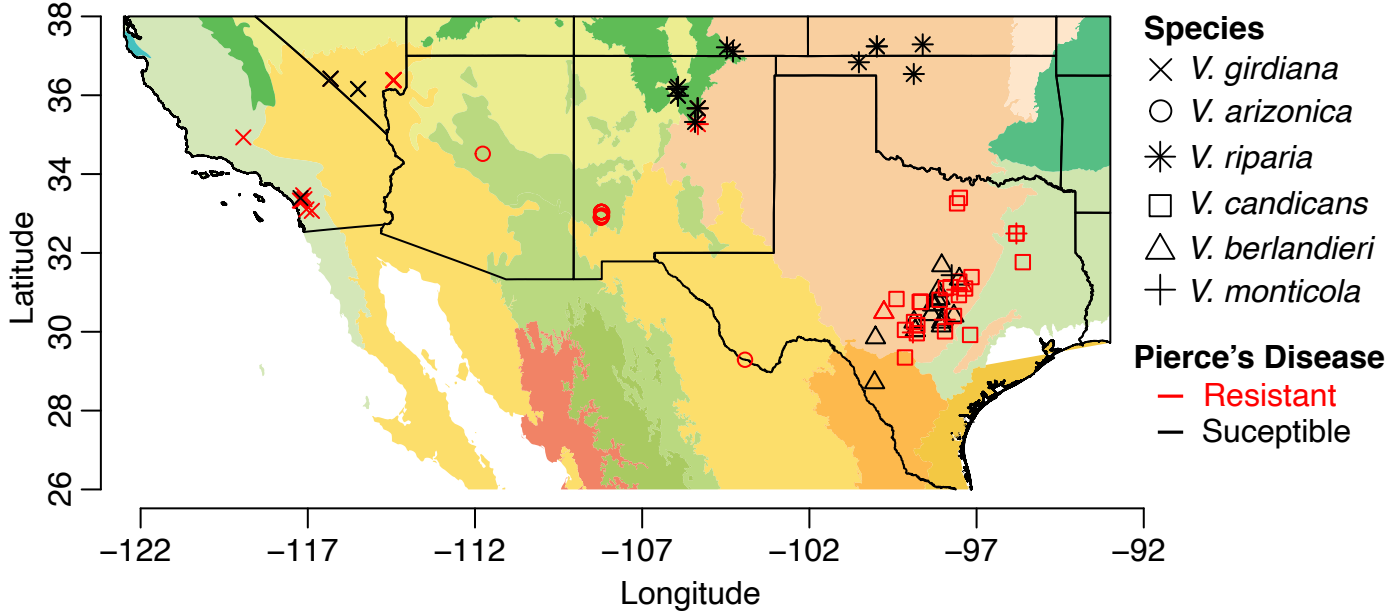 38
36
34
32
30
28
26
Latitude
−122
−117
−112
−107
−102
−97
−92
Longitude
Species
V. girdiana
V. arizonica
V. riparia
V. candicans
V. berlandieri
V. monticola
Pierce’s Disease
Resistant
Suceptible